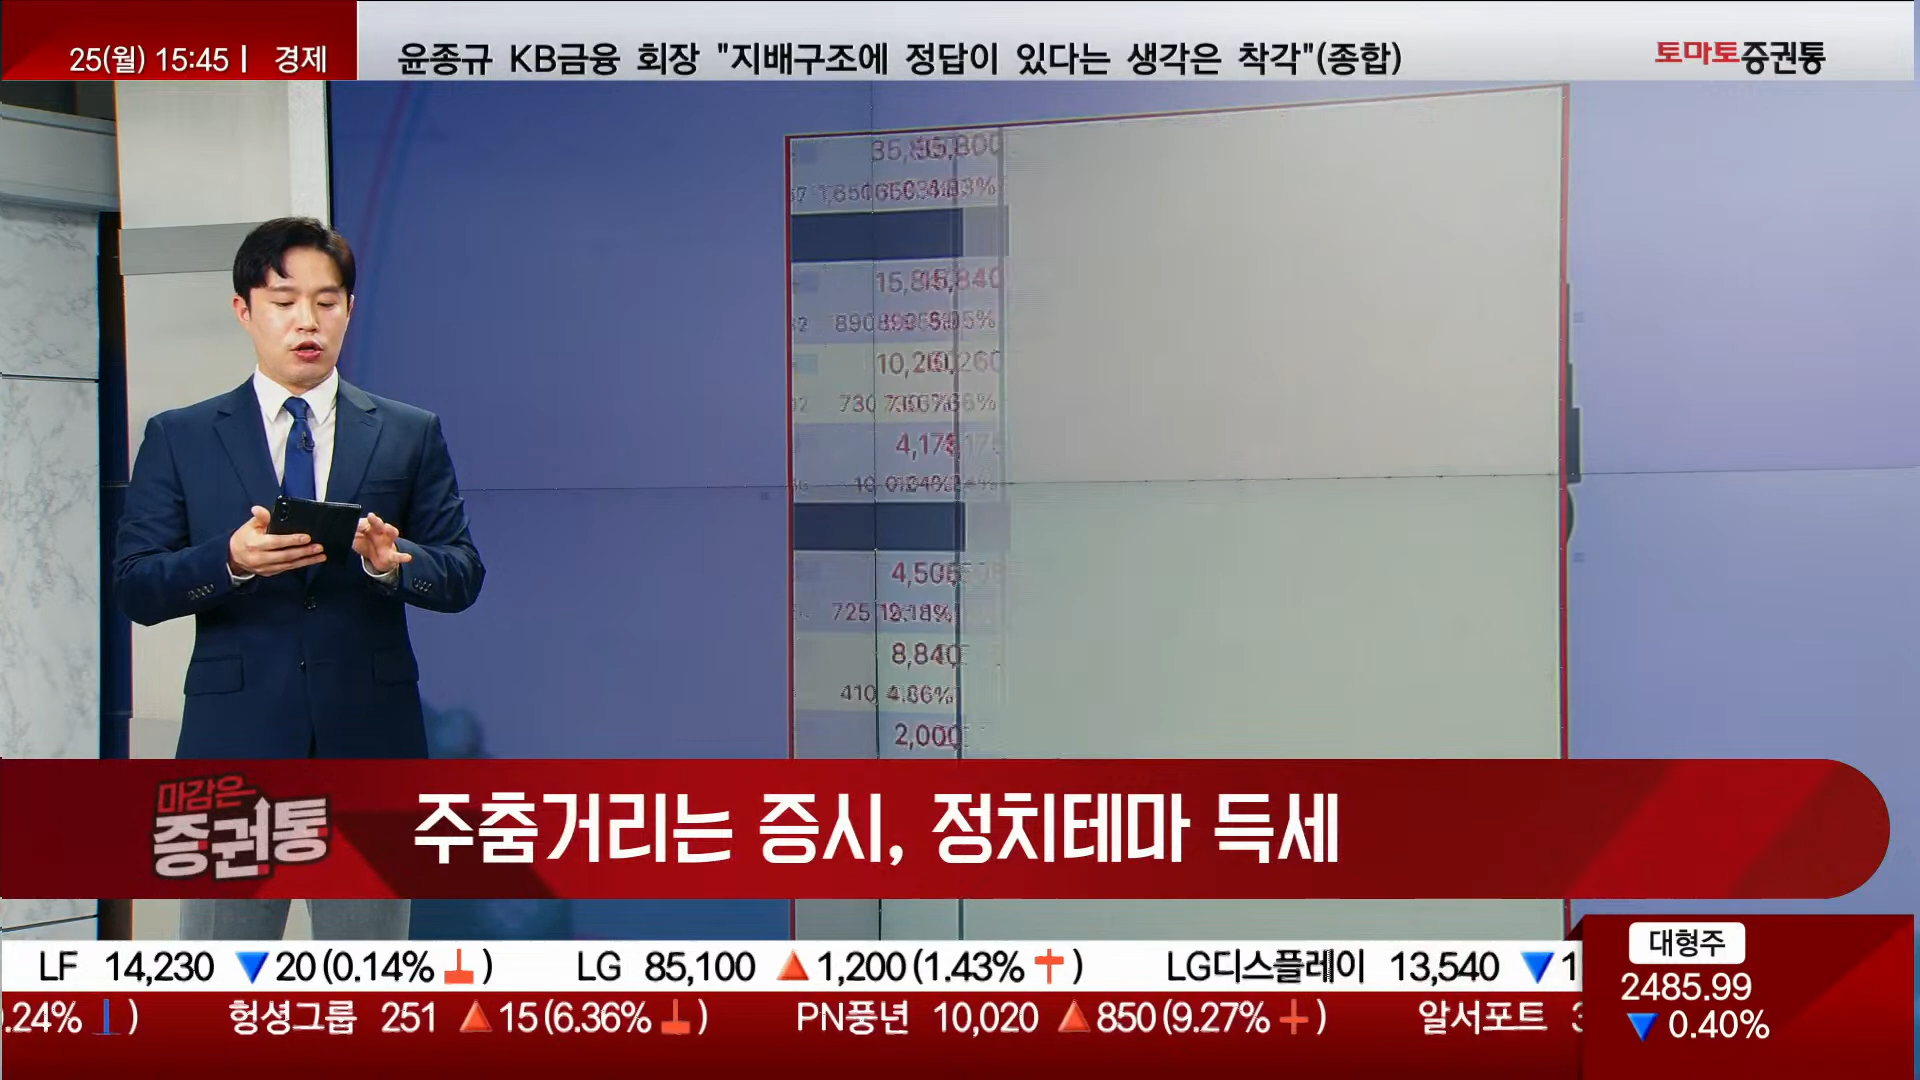 25(월) 15:45 | 경제
윤종규 KB금융 회장 "지배구조에 정답이 있다는 생각은 착각"(종합)
토마토증권통
4,505
8,840
410 4.86%
2,000
마감은
증권통
주춤거리는 증시, 정치테마 득세
LF 14,230 ▼20(0.14% ) LG 85,100 ▲1,200(1.43% ) LG디스플레이 13,540 ▼1
.24% ) 헝셩그룹 251 ▲15(6.36% ) PN풍년 10,020 ▲850(9.27% ) 알서포트
대형주
2485.99
▼ 0.40%